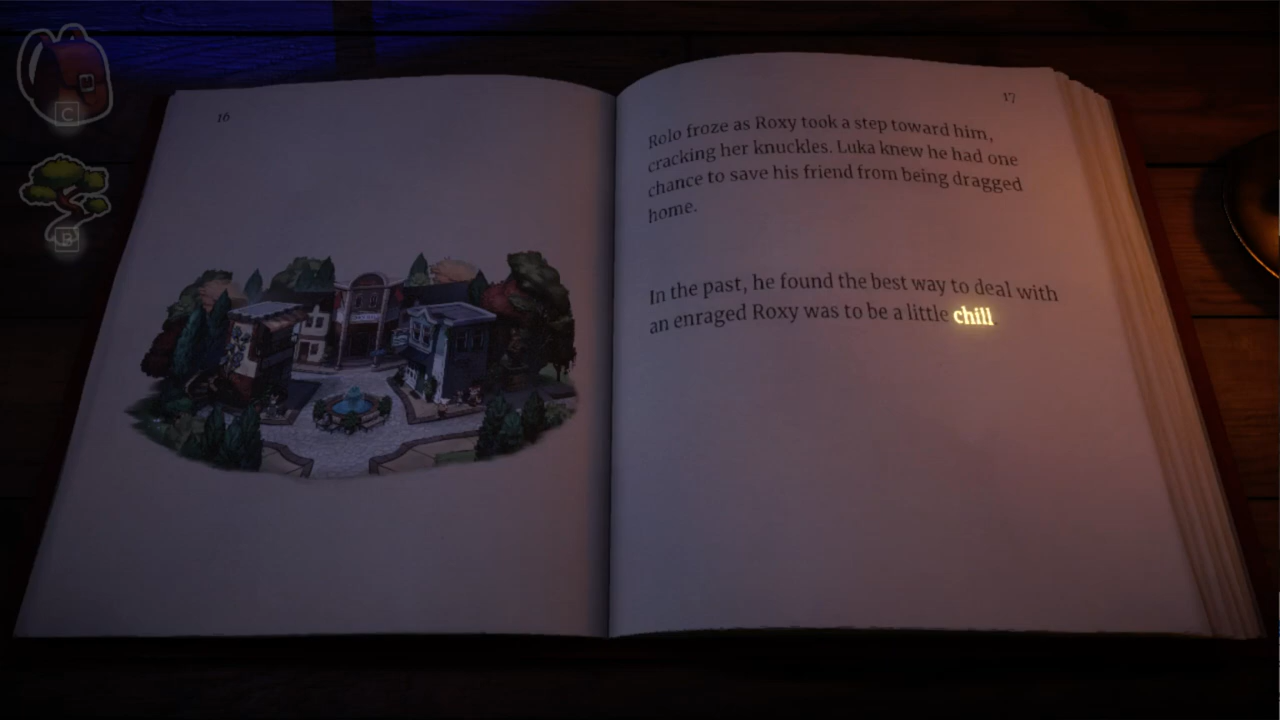 C
B
16
17
Rolo froze as Roxy took a step toward him,
cracking her knuckles. Luka knew he had one
chance to save his friend from being dragged
home.
In the past, he found the best way to deal with
an enraged Roxy was to be a little chill.